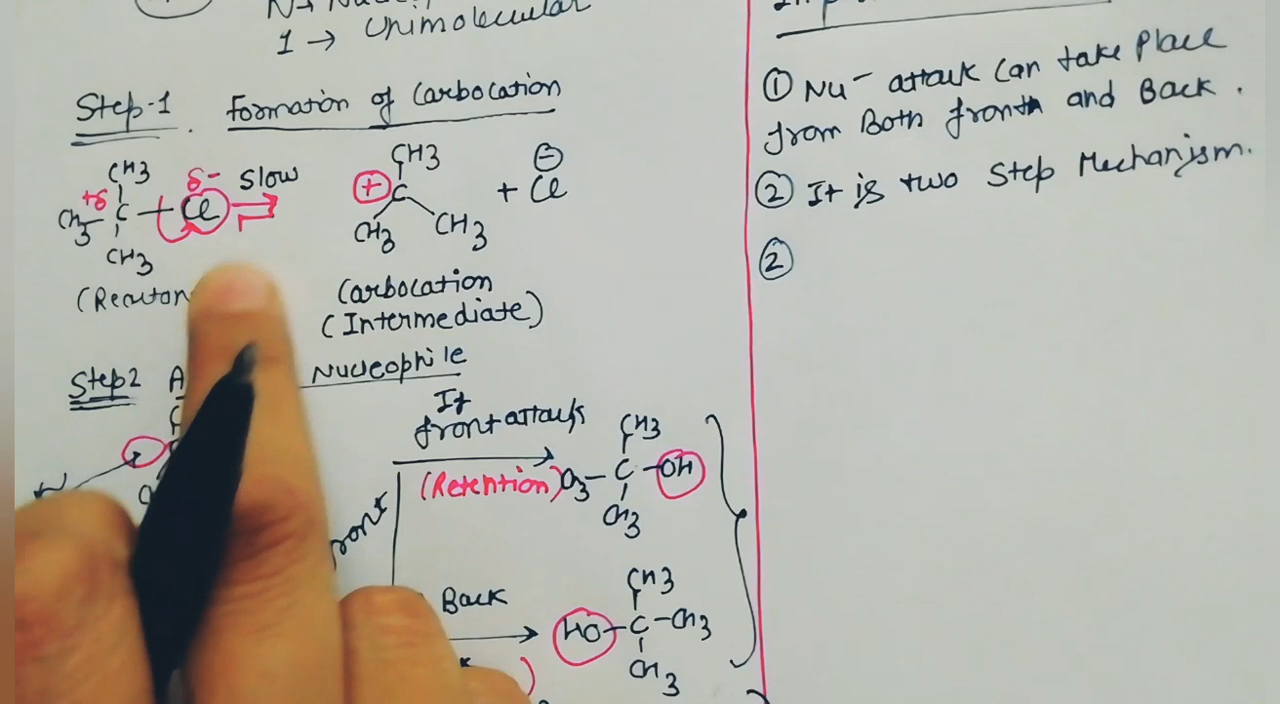 1 → Unimolecular
Step-1. Formation of Carbocation
CH3
+δ δ- Slow
CH3 - C - Cl
CH3
(Reactan
CH3
⊕ C + Cl ⊖
CH3 CH3
Carbocation
(Intermediate)
Step2 A Nucleophile
If
front attacks
(Retention)
CH3
CH3 - C - OH
CH3
ront
Back
CH3
HO - C - CH3
CH3
① Nu⁻ attack can take Place
from Both front and Back.
② It is two Step Mechanism.
②